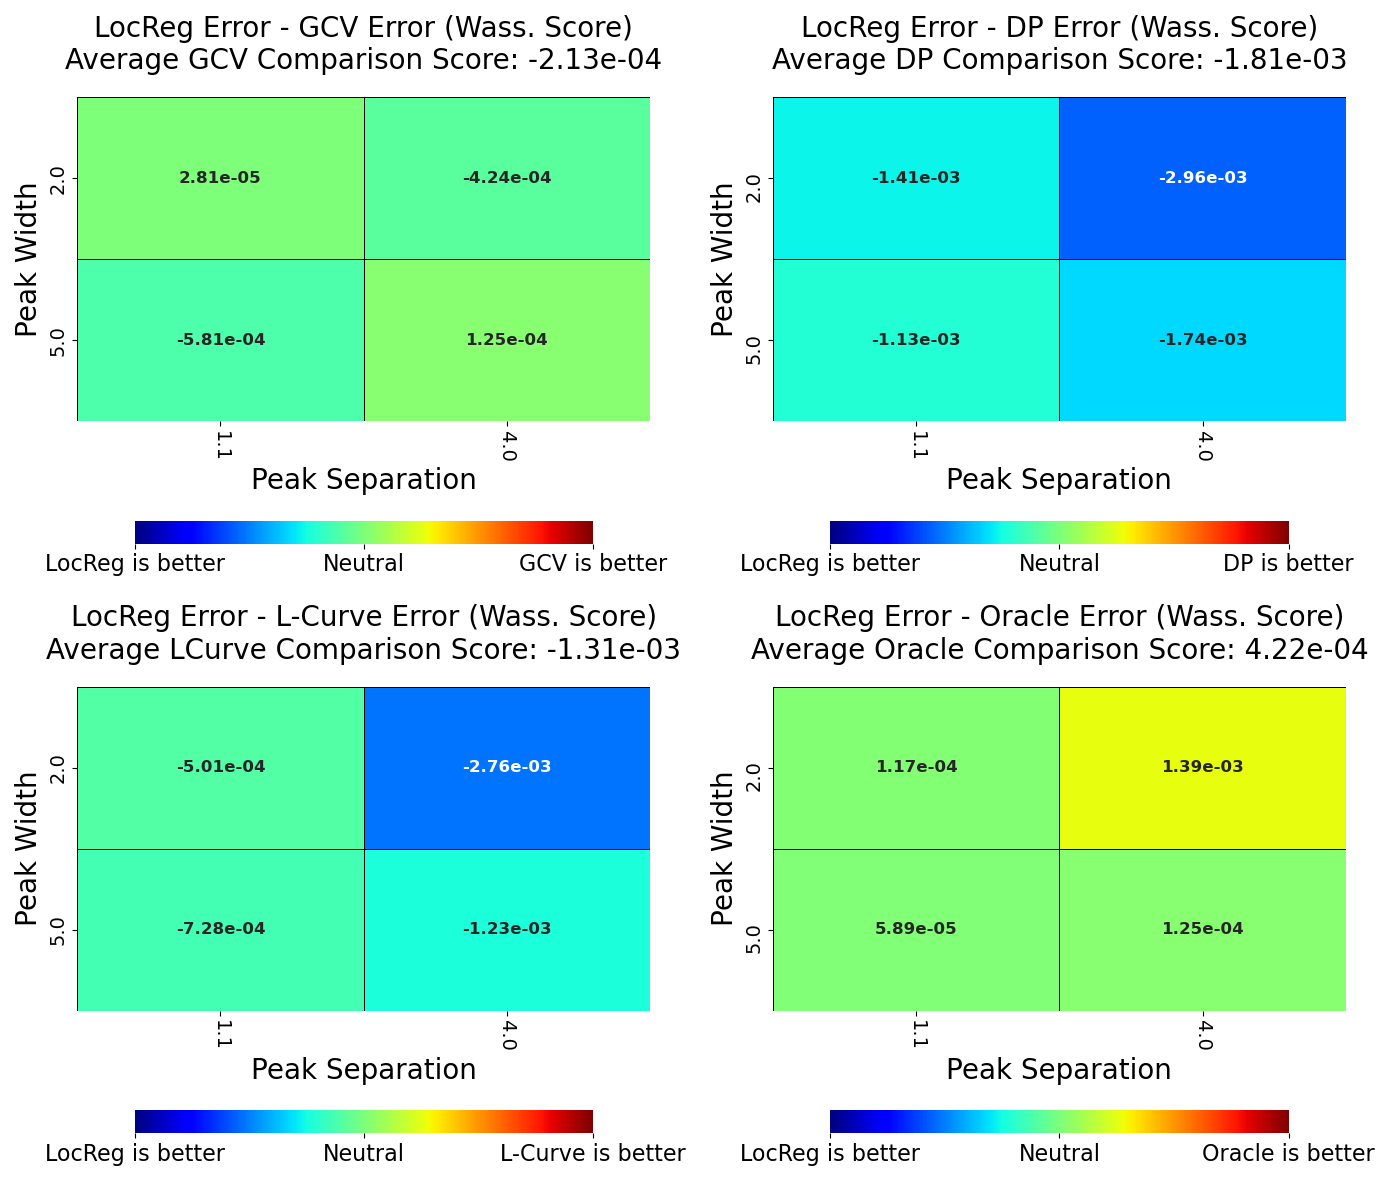 LocReg Error - GCV Error (Wass. Score)
Average GCV Comparison Score: -2.13e-04
Peak Width
2.0
2.81e-05
-4.24e-04
5.0
-5.81e-04
1.25e-04
1.1
4.0
Peak Separation
LocReg is better
Neutral
GCV is better
LocReg Error - DP Error (Wass. Score)
Average DP Comparison Score: -1.81e-03
Peak Width
2.0
-1.41e-03
-2.96e-03
5.0
-1.13e-03
-1.74e-03
1.1
4.0
Peak Separation
LocReg is better
Neutral
DP is better
LocReg Error - L-Curve Error (Wass. Score)
Average LCurve Comparison Score: -1.31e-03
Peak Width
2.0
-5.01e-04
-2.76e-03
5.0
-7.28e-04
-1.23e-03
1.1
4.0
Peak Separation
LocReg is better
Neutral
L-Curve is better
LocReg Error - Oracle Error (Wass. Score)
Average Oracle Comparison Score: 4.22e-04
Peak Width
2.0
1.17e-04
1.39e-03
5.0
5.89e-05
1.25e-04
1.1
4.0
Peak Separation
LocReg is better
Neutral
Oracle is better